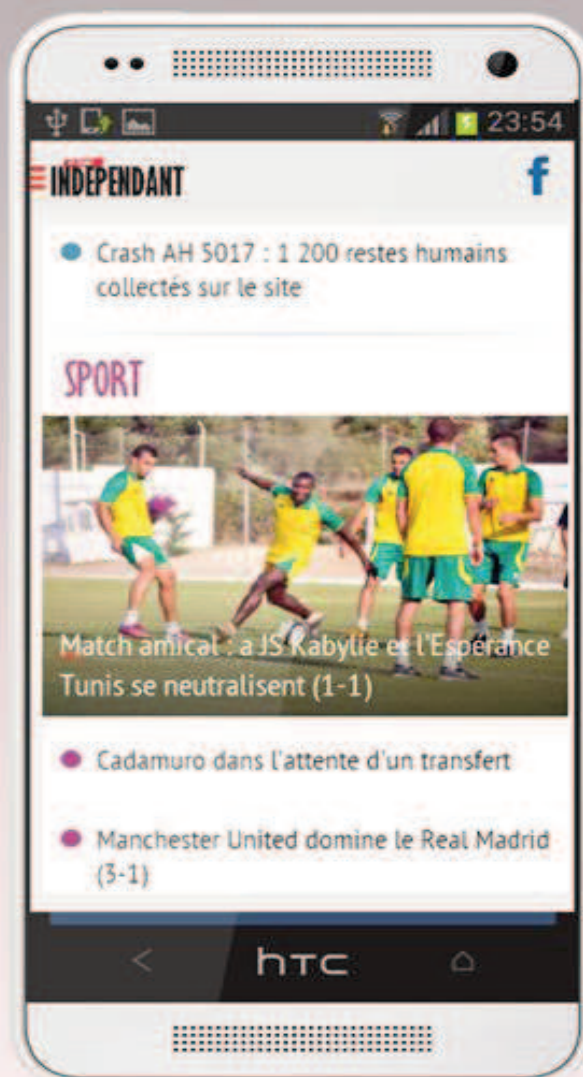 23:54
INDEPENDANT
f
Crash AH 5017 : 1 200 restes humains
collectés sur le site
SPORT
Match amical : a JS Kabylie et l'Espérance
Tunis se neutralisent (1-1)
Cadamuro dans l'attente d'un transfert
Manchester United domine le Real Madrid
(3-1)
hTC